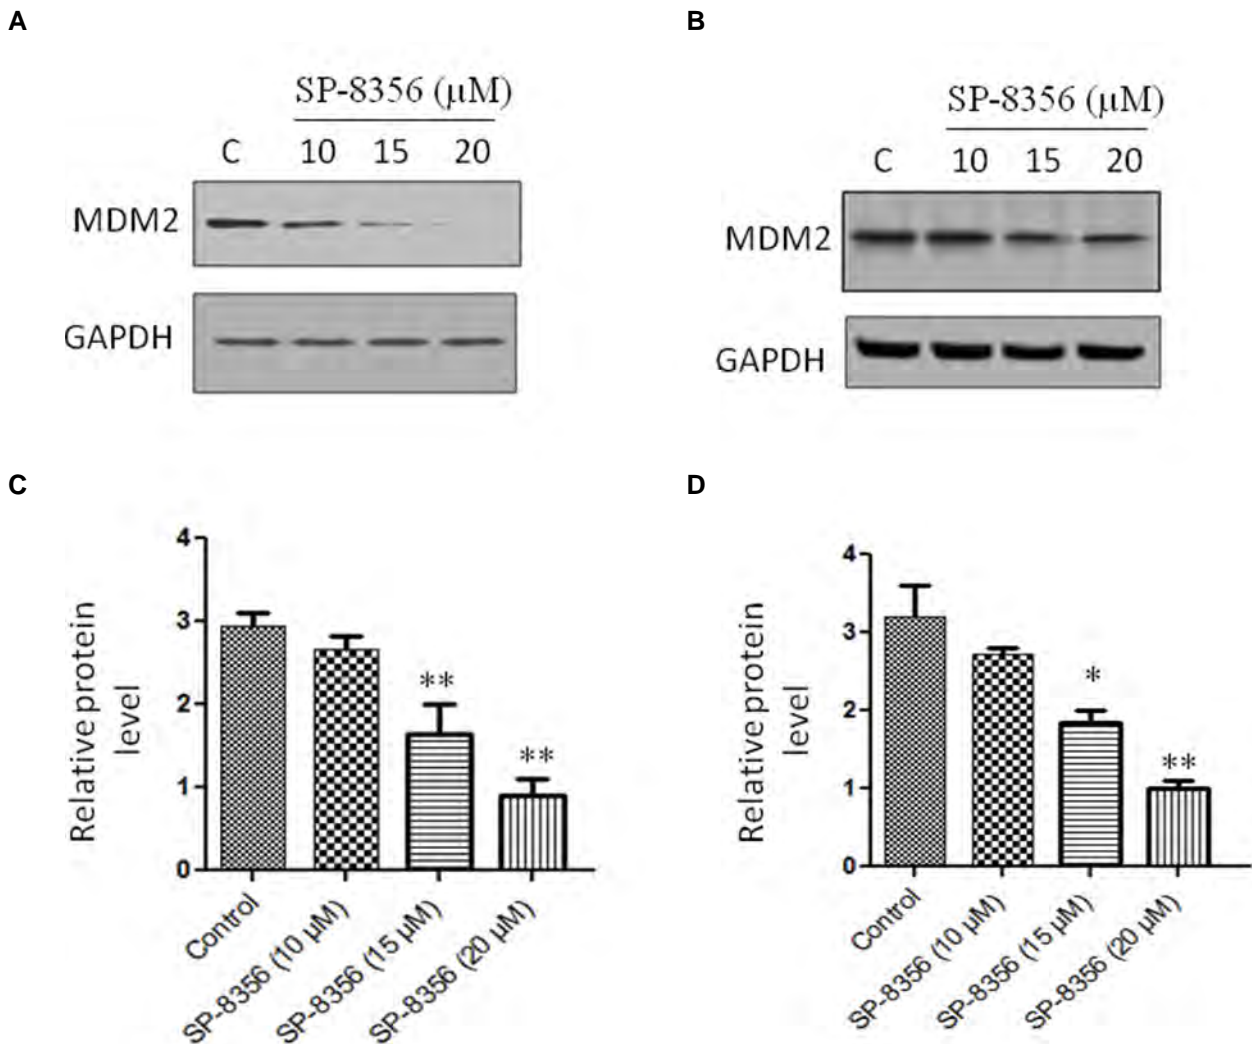 A
SP-8356 (µM)
C 10 15 20
MDM2
GAPDH
B
SP-8356 (µM)
C 10 15 20
MDM2
GAPDH
C
Relative protein
level
4
3
2
1
0
**
**
Control
SP-8356 (10 µM)
SP-8356 (15 µM)
SP-8356 (20 µM)
D
Relative protein
level
4
3
2
1
0
*
**
Control
SP-8356 (10 µM)
SP-8356 (15 µM)
SP-8356 (20 µM)